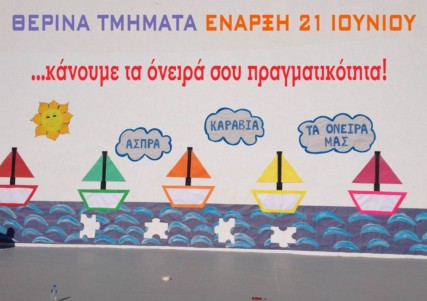 ΘΕΡΙΝΑ ΤΜΗΜΑΤΑ ΕΝΑΡΞΗ 21 ΙΟΥΝΙΟΥ
...κάνουμε τα όνειρά σου πραγματικότητα!
ΑΣΠΡΑ
ΚΑΡΑΒΙΑ
ΤΑ ΟΝΕΙΡΑ
ΜΑΣ